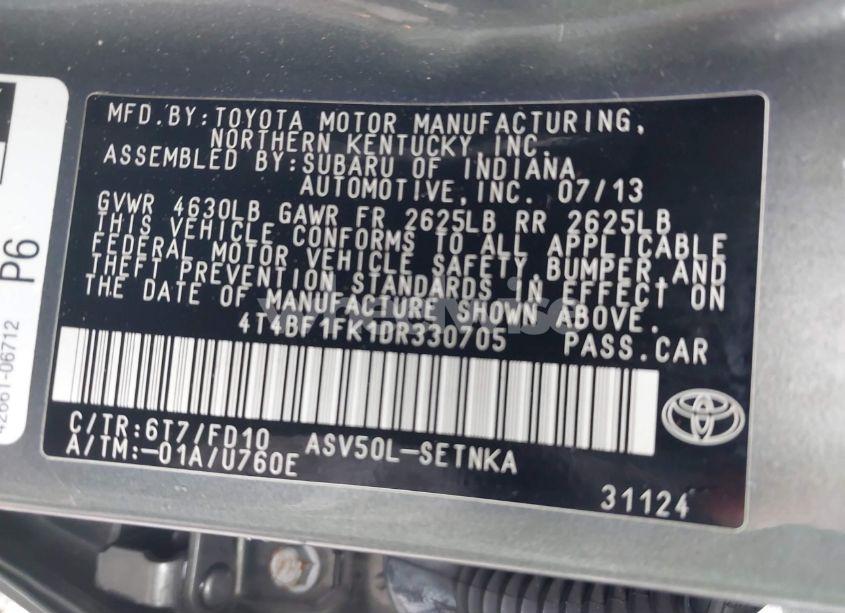 MFD.BY:TOYOTA MOTOR MANUFACTURING,
NORTHERN KENTUCKY, INC.
ASSEMBLED BY:SUBARU OF INDIANA
AUTOMOTIVE,INC. 07/13
GVWR 4630LB GAWR FR 2625LB RR 2625LB
THIS VEHICLE CONFORMS TO ALL APPLICABLE
FEDERAL MOTOR VEHICLE SAFETY,BUMPER,AND
THEFT PREVENTION STANDARDS IN EFFECT ON
THE DATE OF MANUFACTURE SHOWN ABOVE.
4T4BF1FK1DR330705 PASS.CAR
C/TR:6T7/FD10 ASV50L-SETNKA
A/TM:-01A/U760E
31124
P6
42661-06712